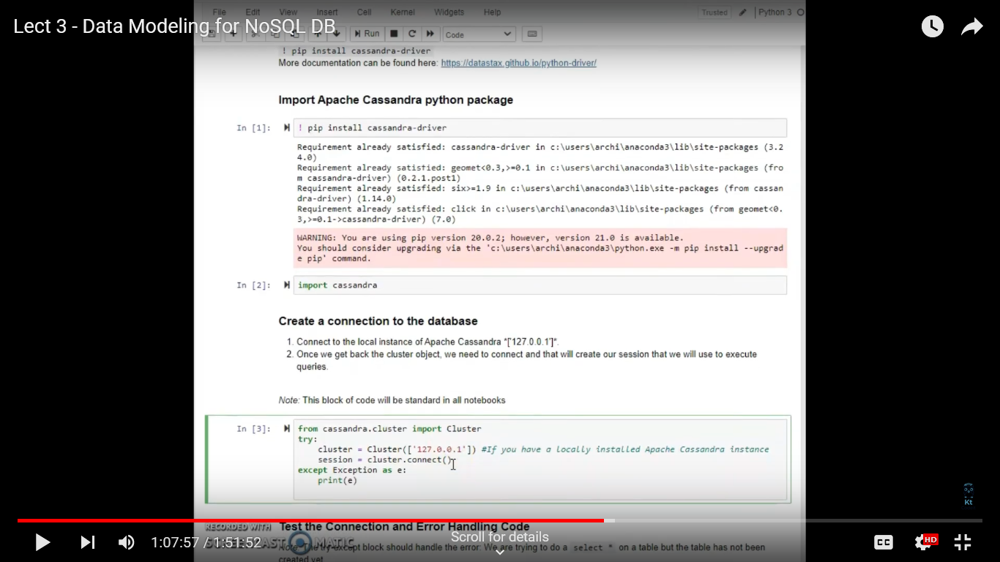 File Edit View Insert Cell Kernel Widgets Help Trusted Python 3
Lect 3 - Data Modeling for NoSQL DB
Run Code
! pip install cassandra-driver
More documentation can be found here: https://datastax.github.io/python-driver/
Import Apache Cassandra python package
In [1]: ! pip install cassandra-driver
Requirement already satisfied: cassandra-driver in c:\users\archi\anaconda3\lib\site-packages (3.2
4.0)
Requirement already satisfied: geomet<0.3,>=0.1 in c:\users\archi\anaconda3\lib\site-packages (fro
m cassandra-driver) (0.2.1.post1)
Requirement already satisfied: six>=1.9 in c:\users\archi\anaconda3\lib\site-packages (from cassan
dra-driver) (1.14.0)
Requirement already satisfied: click in c:\users\archi\anaconda3\lib\site-packages (from geomet<0.
3,>=0.1->cassandra-driver) (7.0)
WARNING: You are using pip version 20.0.2; however, version 21.0 is available.
You should consider upgrading via the 'c:\users\archi\anaconda3\python.exe -m pip install --upgrad
e pip' command.
In [2]: import cassandra
Create a connection to the database
1. Connect to the local instance of Apache Cassandra *['127.0.0.1']*.
2. Once we get back the cluster object, we need to connect and that will create our session that we will use to execute
queries.
Note: This block of code will be standard in all notebooks
In [3]: from cassandra.cluster import Cluster
try:
cluster = Cluster(['127.0.0.1']) #If you have a locally installed Apache Cassandra instance
session = cluster.connect()
except Exception as e:
print(e)
Kt
RECORDED WITH
Test the Connection and Error Handling Code
Scroll for details
1:07:57 / 1:51:52
SCREENCAST MATIC
Note: The try-except block should handle the error: We are trying to do a select * on a table but the table has not been
created yet.
CC
HD